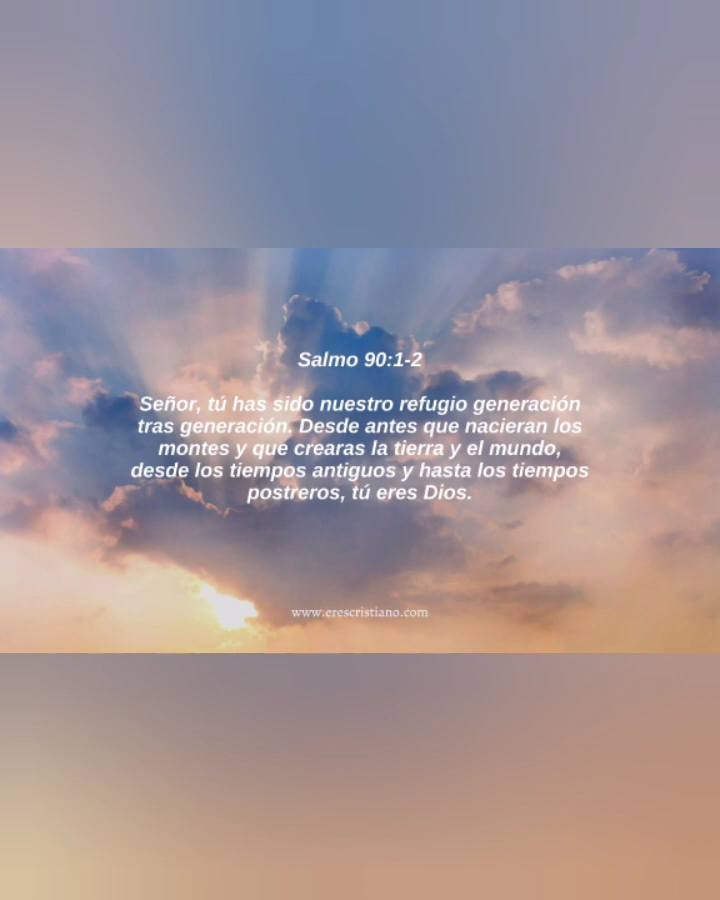 Salmo 90:1-2
Señor, tú has sido nuestro refugio generación
tras generación. Desde antes que nacieran los
montes y que crearas la tierra y el mundo,
desde los tiempos antiguos y hasta los tiempos
postreros, tú eres Dios.
www.erescristiano.com